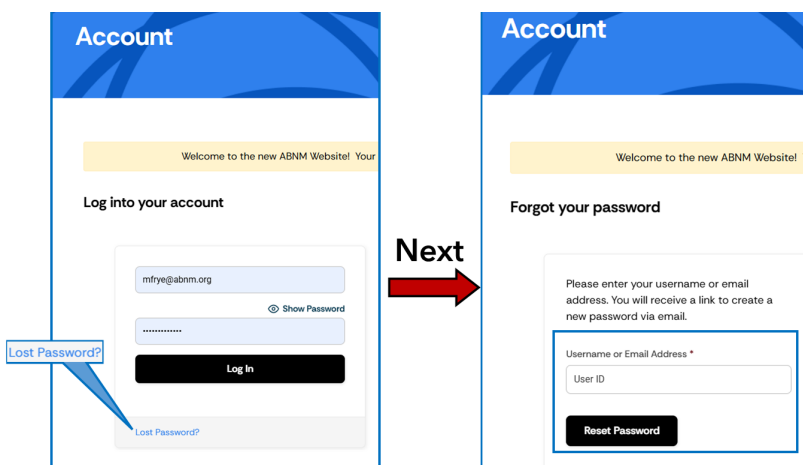 Account
Welcome to the new ABNM Website! Your
Log into your account
mfrye@abnm.org
Show Password
•••••••••••••
Log In
Lost Password?
Lost Password?
Next
Account
Welcome to the new ABNM Website!
Forgot your password
Please enter your username or email
address. You will receive a link to create a
new password via email.
Username or Email Address *
User ID
Reset Password